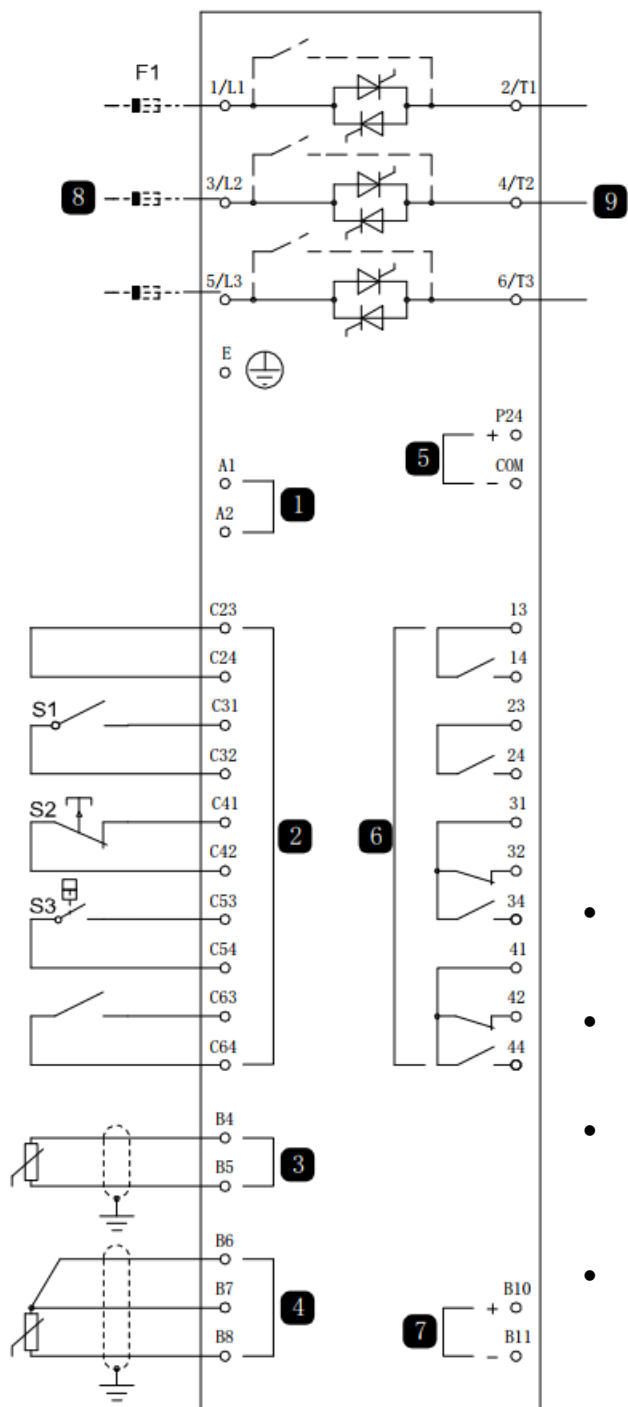 F1
1/L1 2/T1
8 3/L2 4/T2 9
5/L3 6/T3
E
P24
5 +
A1 COM
1 -
A2
C23 13
C24 14
S1 C31 23
C32 24
S2 C41 31
2 6
C42 32
S3 C53 34
C54 41
C63 42
C64 44
B4
3
B5
B6
B7 B10
4 +
7
B8 B11
-